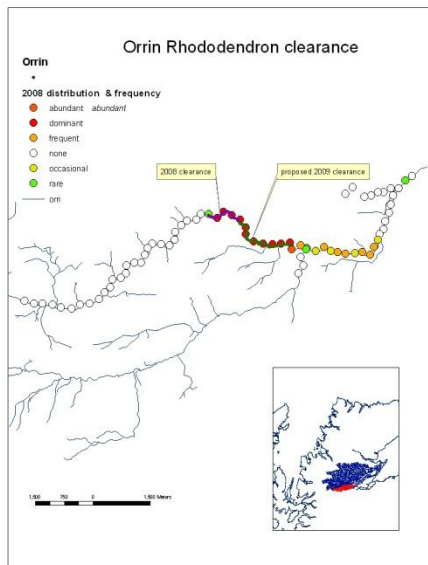 Orrin Rhododendron clearance
Orrin
2008 distribution & frequency
abundant abundant
dominant
frequent
none
occasional
rare
orri
2008 clearance
proposed 2009 clearance
1,500 750 0 1,500 Meters